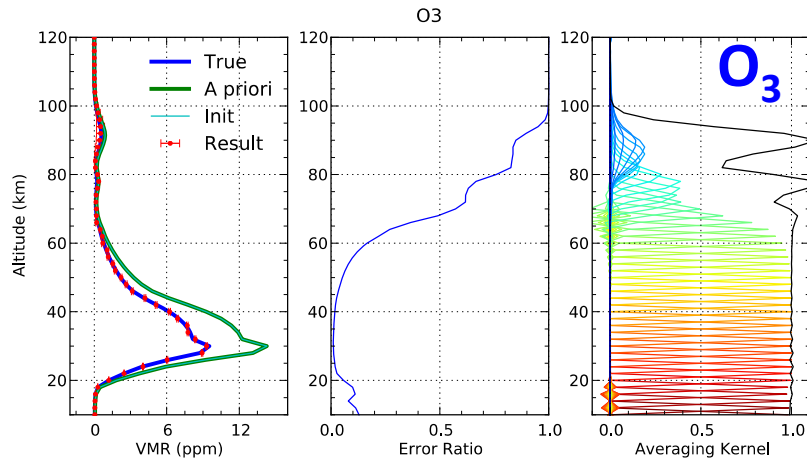 O3
120
100
80
60
40
20
Altitude (km)
0
6
12
VMR (ppm)
True
A priori
Init
Result
120
100
80
60
40
20
0.0
0.5
1.0
Error Ratio
120
100
80
60
40
20
0.0
0.5
1.0
Averaging Kernel
O3